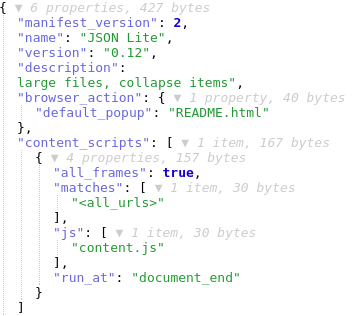 { ▼ 6 properties, 427 bytes
"manifest_version": 2,
"name": "JSON Lite",
"version": "0.12",
"description":
large files, collapse items",
"browser_action": { ▼ 1 property, 40 bytes
"default_popup": "README.html"
},
"content_scripts": [ ▼ 1 item, 167 bytes
{ ▼ 4 properties, 157 bytes
"all_frames": true,
"matches": [ ▼ 1 item, 30 bytes
"<all_urls>"
],
"js": [ ▼ 1 item, 30 bytes
"content.js"
],
"run_at": "document_end"
}
]